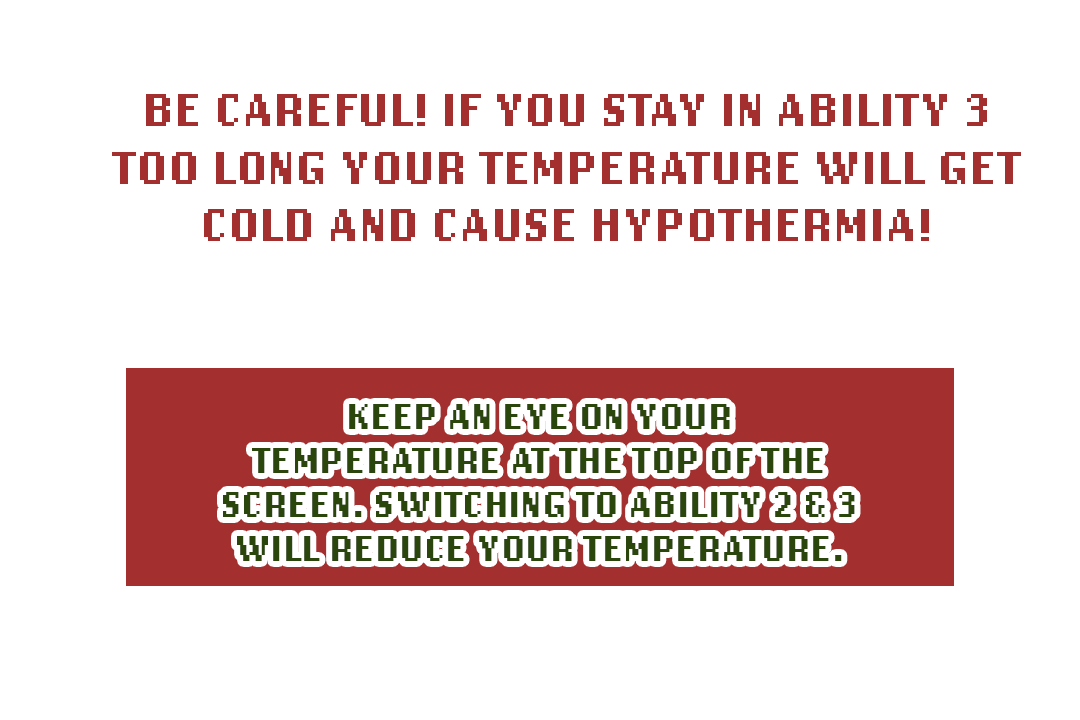 BE CAREFUL! IF YOU STAY IN ABILITY 3
TOO LONG YOUR TEMPERATURE WILL GET
COLD AND CAUSE HYPOTHERMIA!
KEEP AN EYE ON YOUR
TEMPERATURE AT THE TOP OF THE
SCREEN. SWITCHING TO ABILITY 2 & 3
WILL REDUCE YOUR TEMPERATURE.